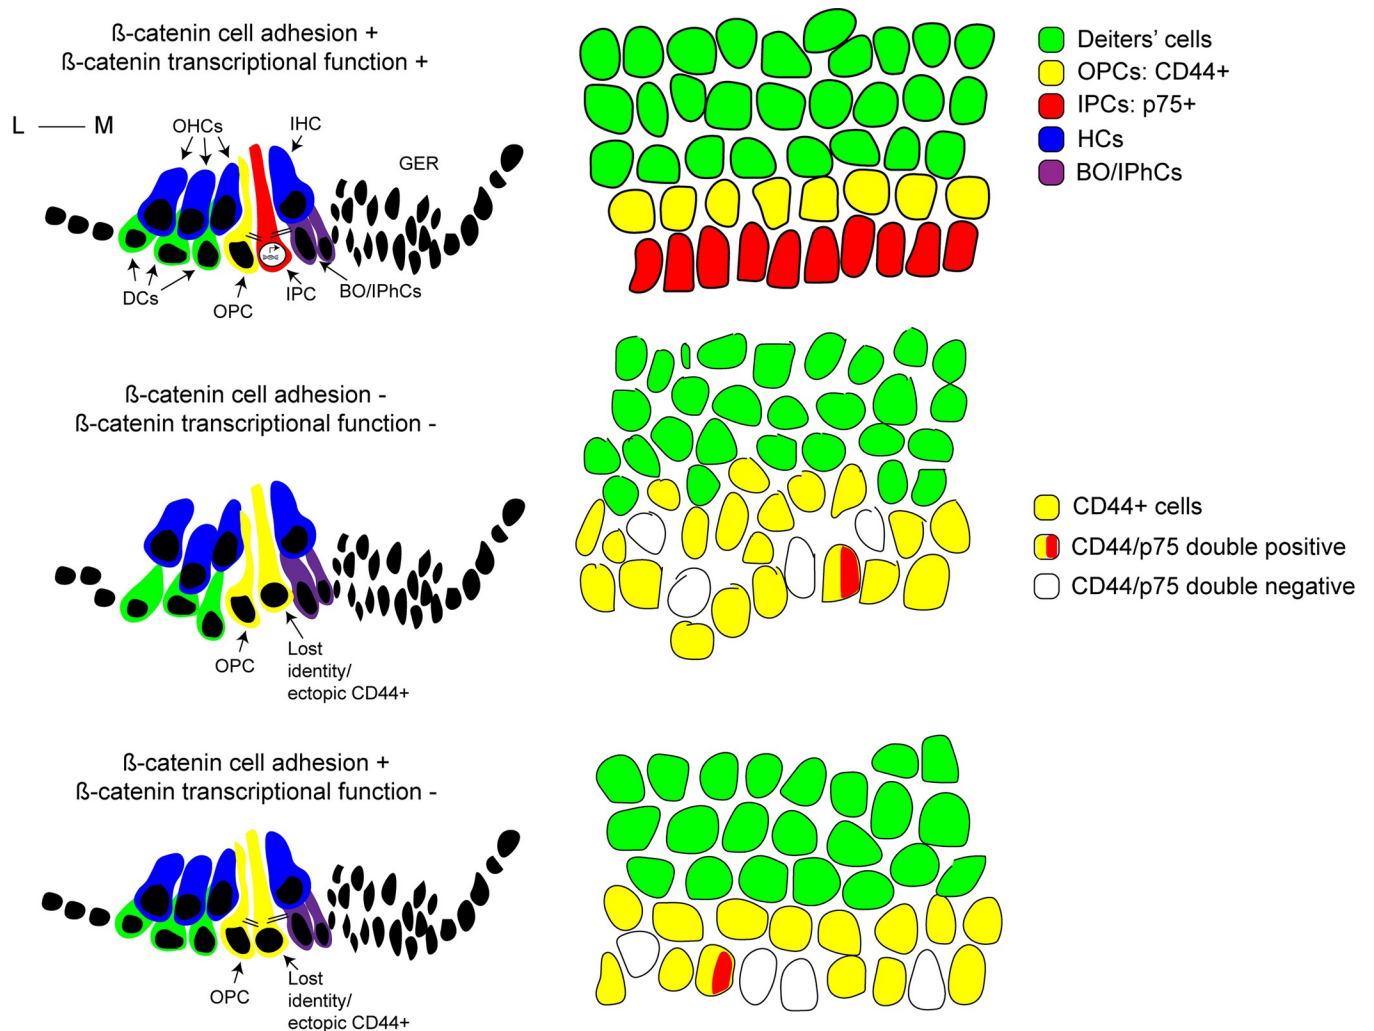 ß-catenin cell adhesion +
ß-catenin transcriptional function +
L M
OHCs
IHC
GER
DCs
OPC
IPC
BO/IPhCs
Deiters' cells
OPCs: CD44+
IPCs: p75+
HCs
BO/IPhCs
ß-catenin cell adhesion -
ß-catenin transcriptional function -
OPC
Lost
identity/
ectopic CD44+
CD44+ cells
CD44/p75 double positive
CD44/p75 double negative
ß-catenin cell adhesion +
ß-catenin transcriptional function -
OPC
Lost
identity/
ectopic CD44+